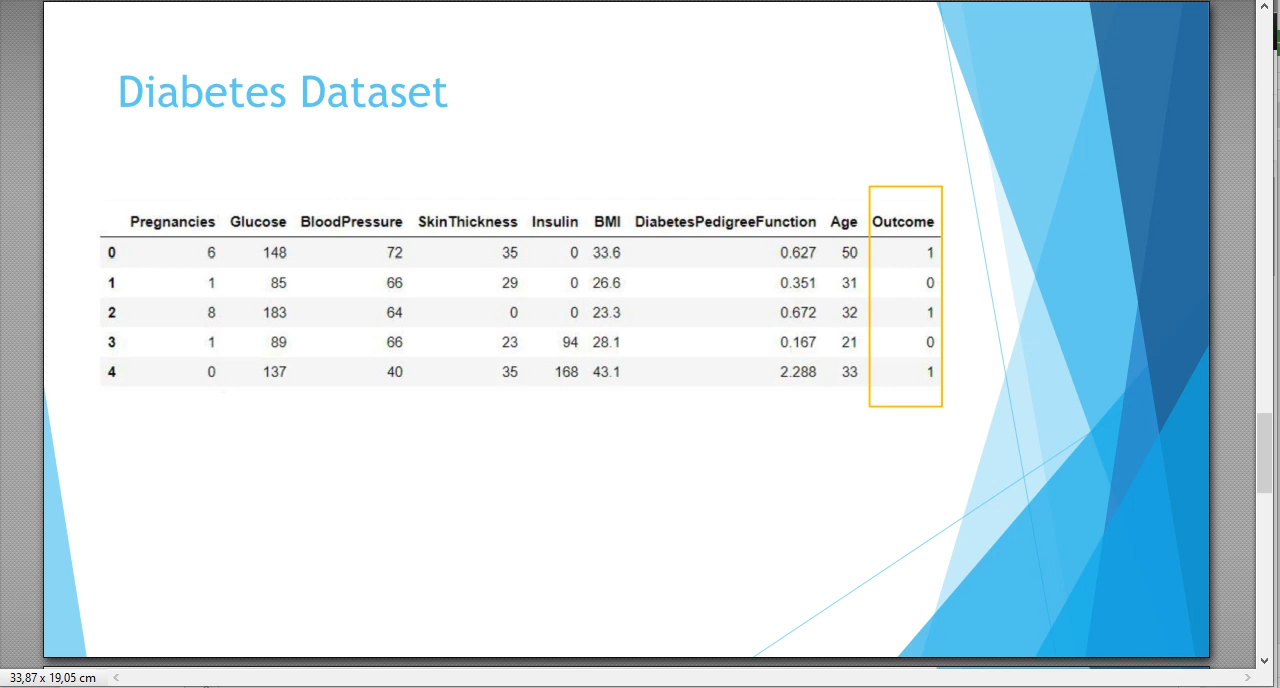 Diabetes Dataset
Pregnancies Glucose BloodPressure SkinThickness Insulin BMI DiabetesPedigreeFunction Age Outcome
0 6 148 72 35 0 33.6 0.627 50 1
1 1 85 66 29 0 26.6 0.351 31 0
2 8 183 64 0 0 23.3 0.672 32 1
3 1 89 66 23 94 28.1 0.167 21 0
4 0 137 40 35 168 43.1 2.288 33 1
33,87 x 19,05 cm